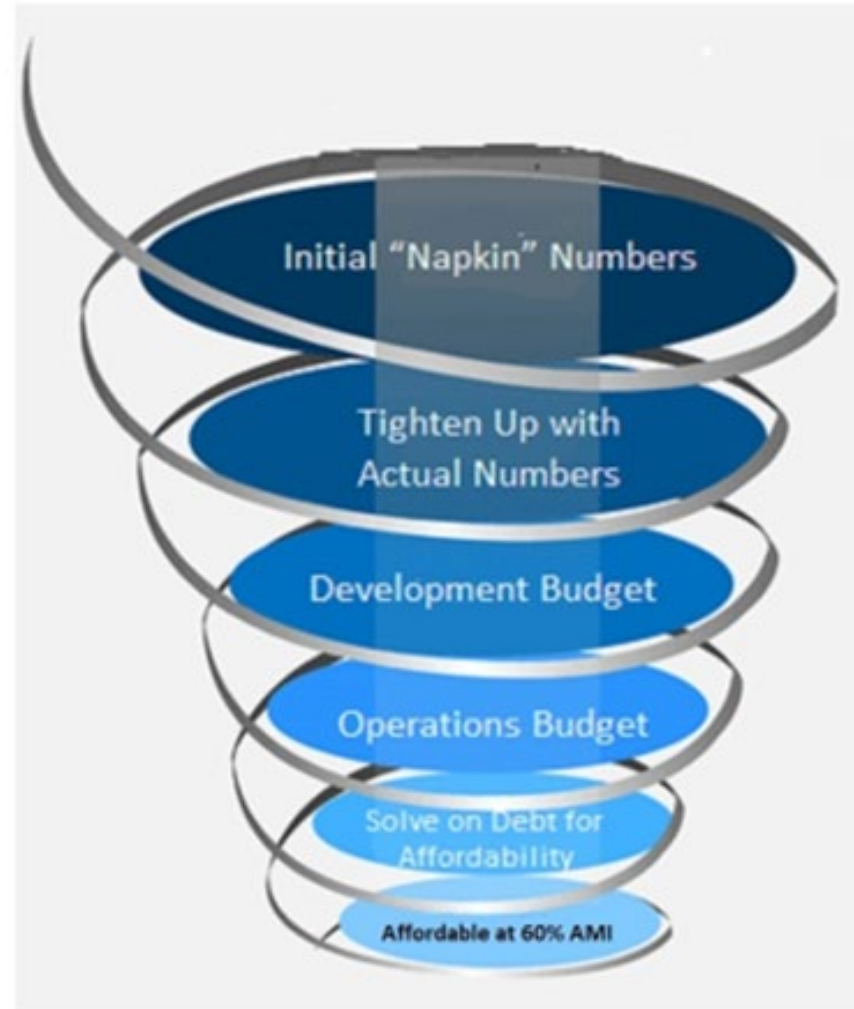 Initial “Napkin” Numbers
Tighten Up with
Actual Numbers
Development Budget
Operations Budget
Solve on Debt for
Affordability
Affordable at 60% AMI